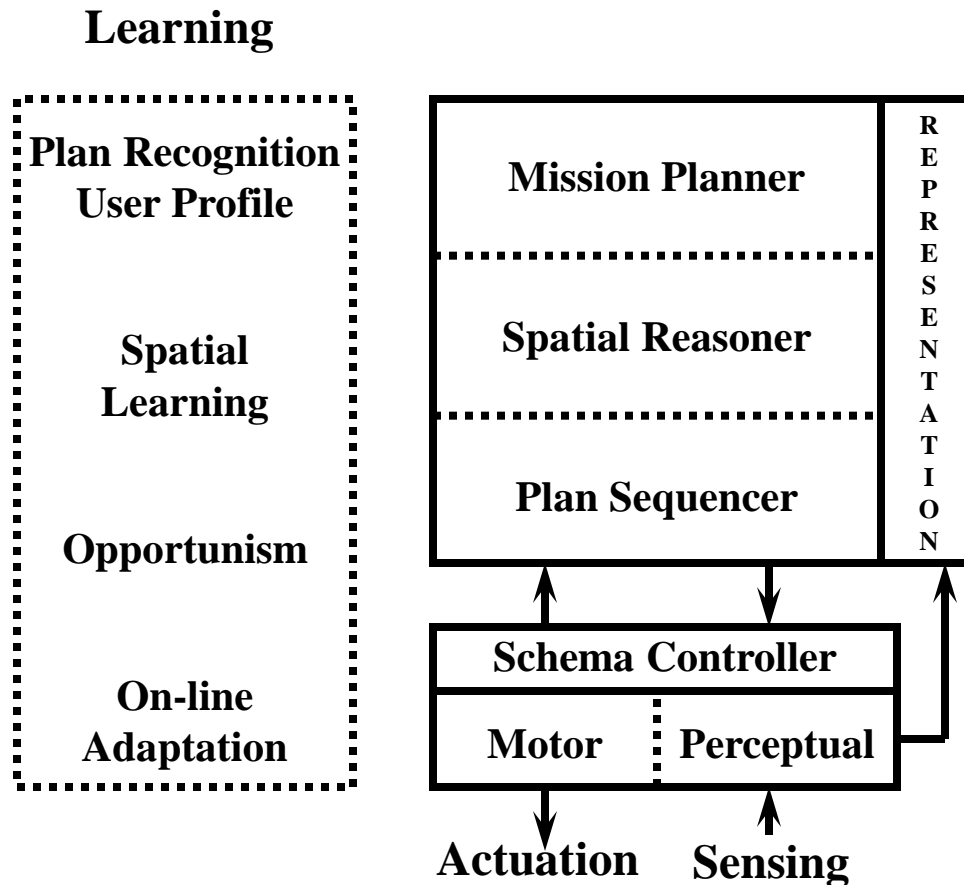 Learning
Plan Recognition
User Profile
Spatial
Learning
Opportunism
On-line
Adaptation
Mission Planner
Spatial Reasoner
Plan Sequencer
REPRESENTATION
Schema Controller
Motor
Perceptual
Actuation
Sensing